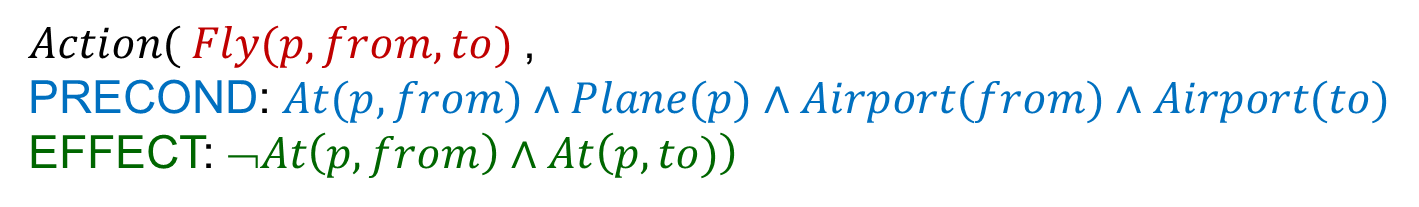 Action( Fly(p, from, to) ,
PRECOND: At(p, from) ∧ Plane(p) ∧ Airport(from) ∧ Airport(to)
EFFECT: ¬At(p, from) ∧ At(p, to))